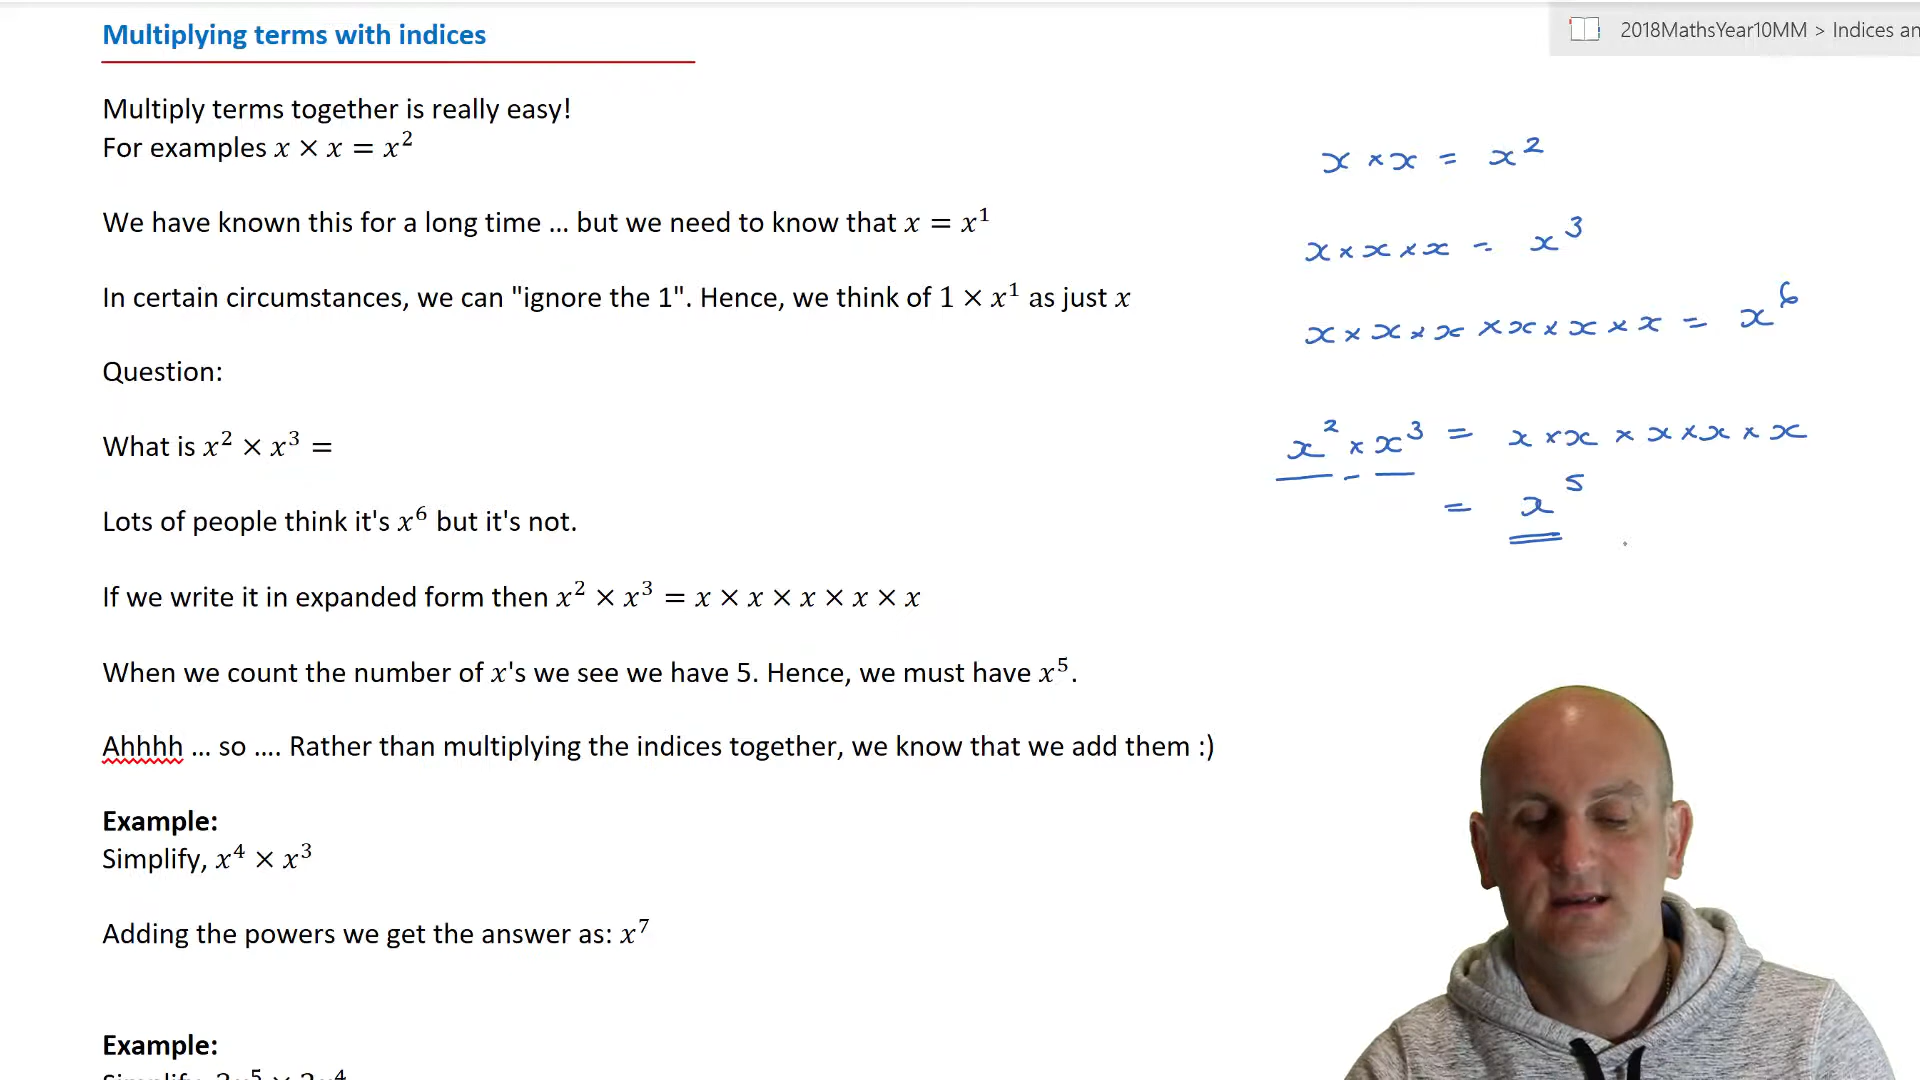 Multiplying terms with indices
2018MathsYear10MM > Indices an
Multiply terms together is really easy!
For examples x × x = x²
We have known this for a long time ... but we need to know that x = x¹
In certain circumstances, we can "ignore the 1". Hence, we think of 1 × x¹ as just x
Question:
What is x² × x³ =
Lots of people think it's x⁶ but it's not.
If we write it in expanded form then x² × x³ = x × x × x × x × x
When we count the number of x's we see we have 5. Hence, we must have x⁵.
Ahhhh ... so .... Rather than multiplying the indices together, we know that we add them :)
Example:
Simplify, x⁴ × x³
Adding the powers we get the answer as: x⁷
Example:
x × x = x²
x × x × x = x³
x × x × x × x × x × x = x⁶
x² × x³ = x × x × x × x × x
= x⁵